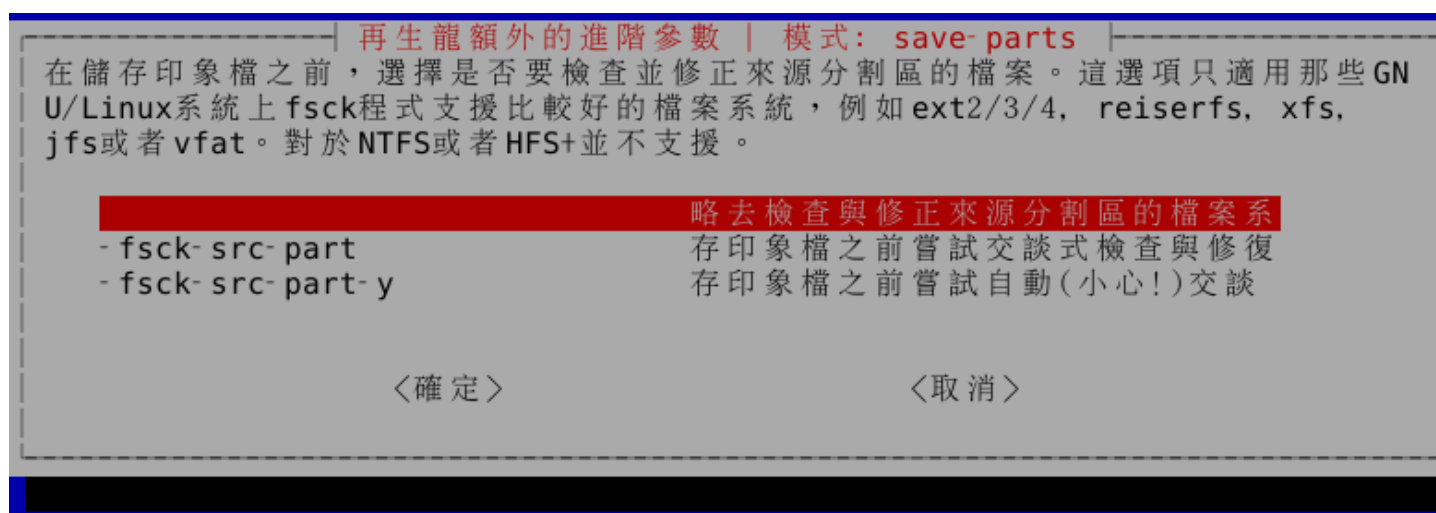 再生龍額外的進階參數 | 模式: save-parts
在儲存印象檔之前，選擇是否要檢查並修正來源分割區的檔案。這選項只適用那些GN
U/Linux系統上fsck程式支援比較好的檔案系統，例如ext2/3/4, reiserfs, xfs,
jfs或者vfat。對於NTFS或者HFS+並不支援。
略去檢查與修正來源分割區的檔案系
-fsck-src-part 存印象檔之前嘗試交談式檢查與修復
-fsck-src-part-y 存印象檔之前嘗試自動(小心!)交談
<確定> <取消>